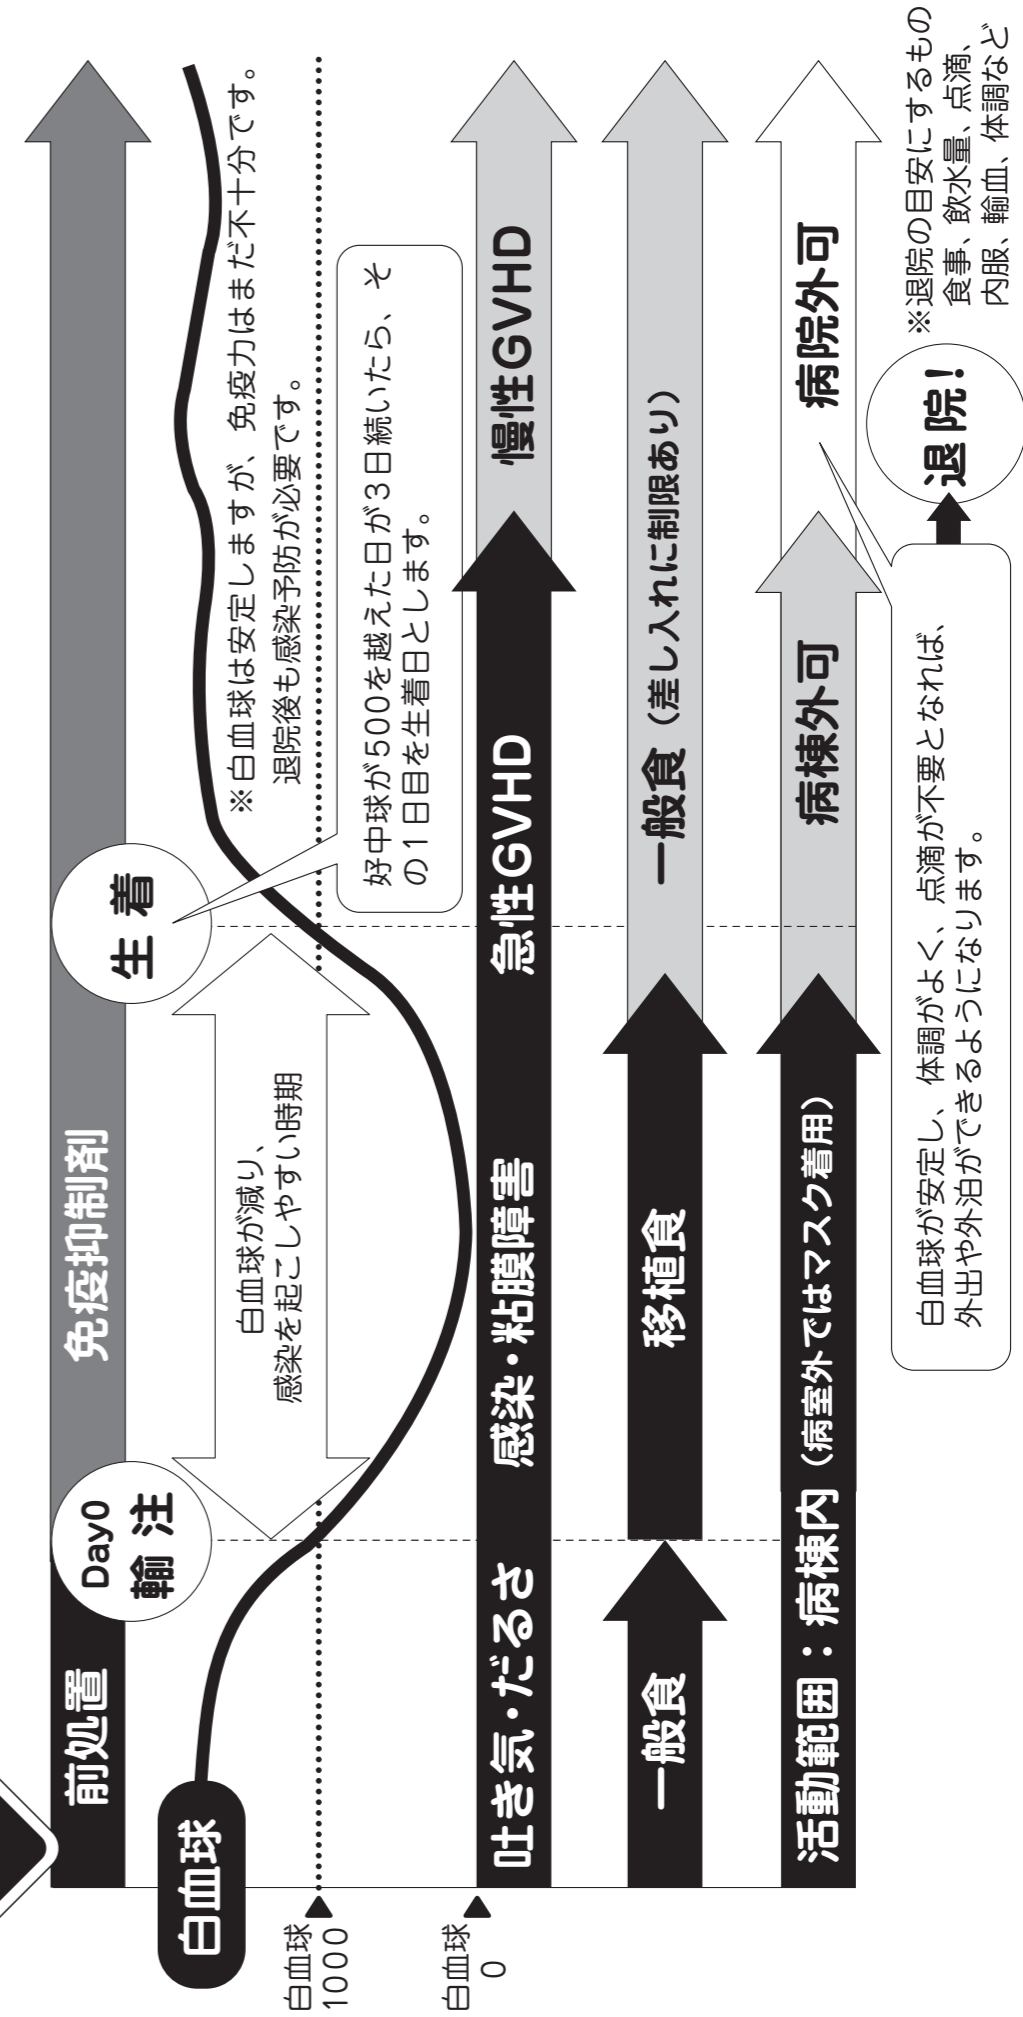 前処置
免疫抑制剤
Day0
輸注
生着
白血球
※白血球は安定しますが、免疫力はまだ不十分です。
退院後も感染予防が必要です。
白血球が減り、
感染を起こしやすい時期
白血球
1000
好中球が500を越えた日が3日続いたら、そ
の1日目を生着日とします。
白血球
0
吐き気・だるさ
感染・粘膜障害
急性GVHD
慢性GVHD
一般食
移植食
一般食（差し入れに制限あり）
活動範囲：病棟内（病室外ではマスク着用）
病棟外可
病院外可
白血球が安定し、体調がよく、点滴が不要となれば、
外出や外泊ができるようになります。
退院！
※退院の目安にするもの
食事、飲水量、点滴、
内服、輸血、体調など